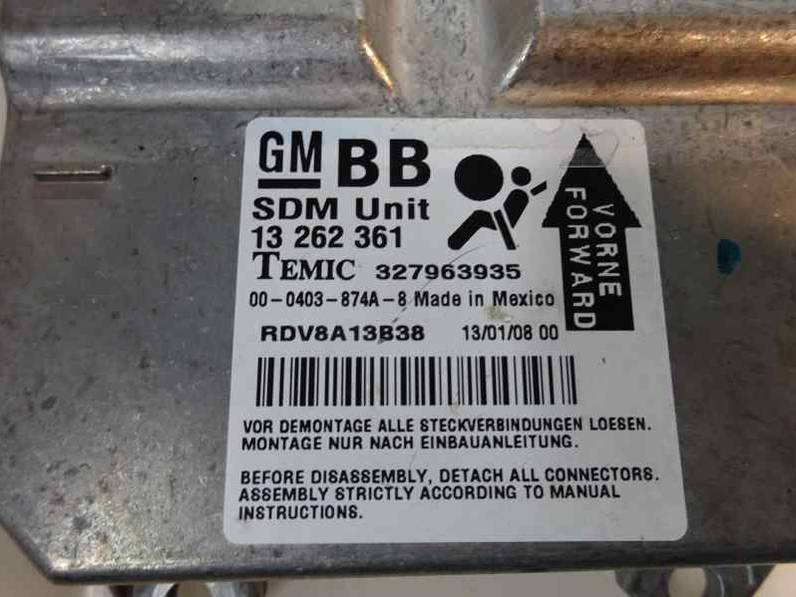 GM BB
SDM Unit
13 262 361
TEMIC 327963935
00-0403-874A-8 Made in Mexico
RDV8A13B38 13/01/08 00
VORNE
FORWARD
VOR DEMONTAGE ALLE STECKVERBINDUNGEN LOESEN.
MONTAGE NUR NACH EINBAUANLEITUNG.
BEFORE DISASSEMBLY, DETACH ALL CONNECTORS.
ASSEMBLY STRICTLY ACCORDING TO MANUAL
INSTRUCTIONS.